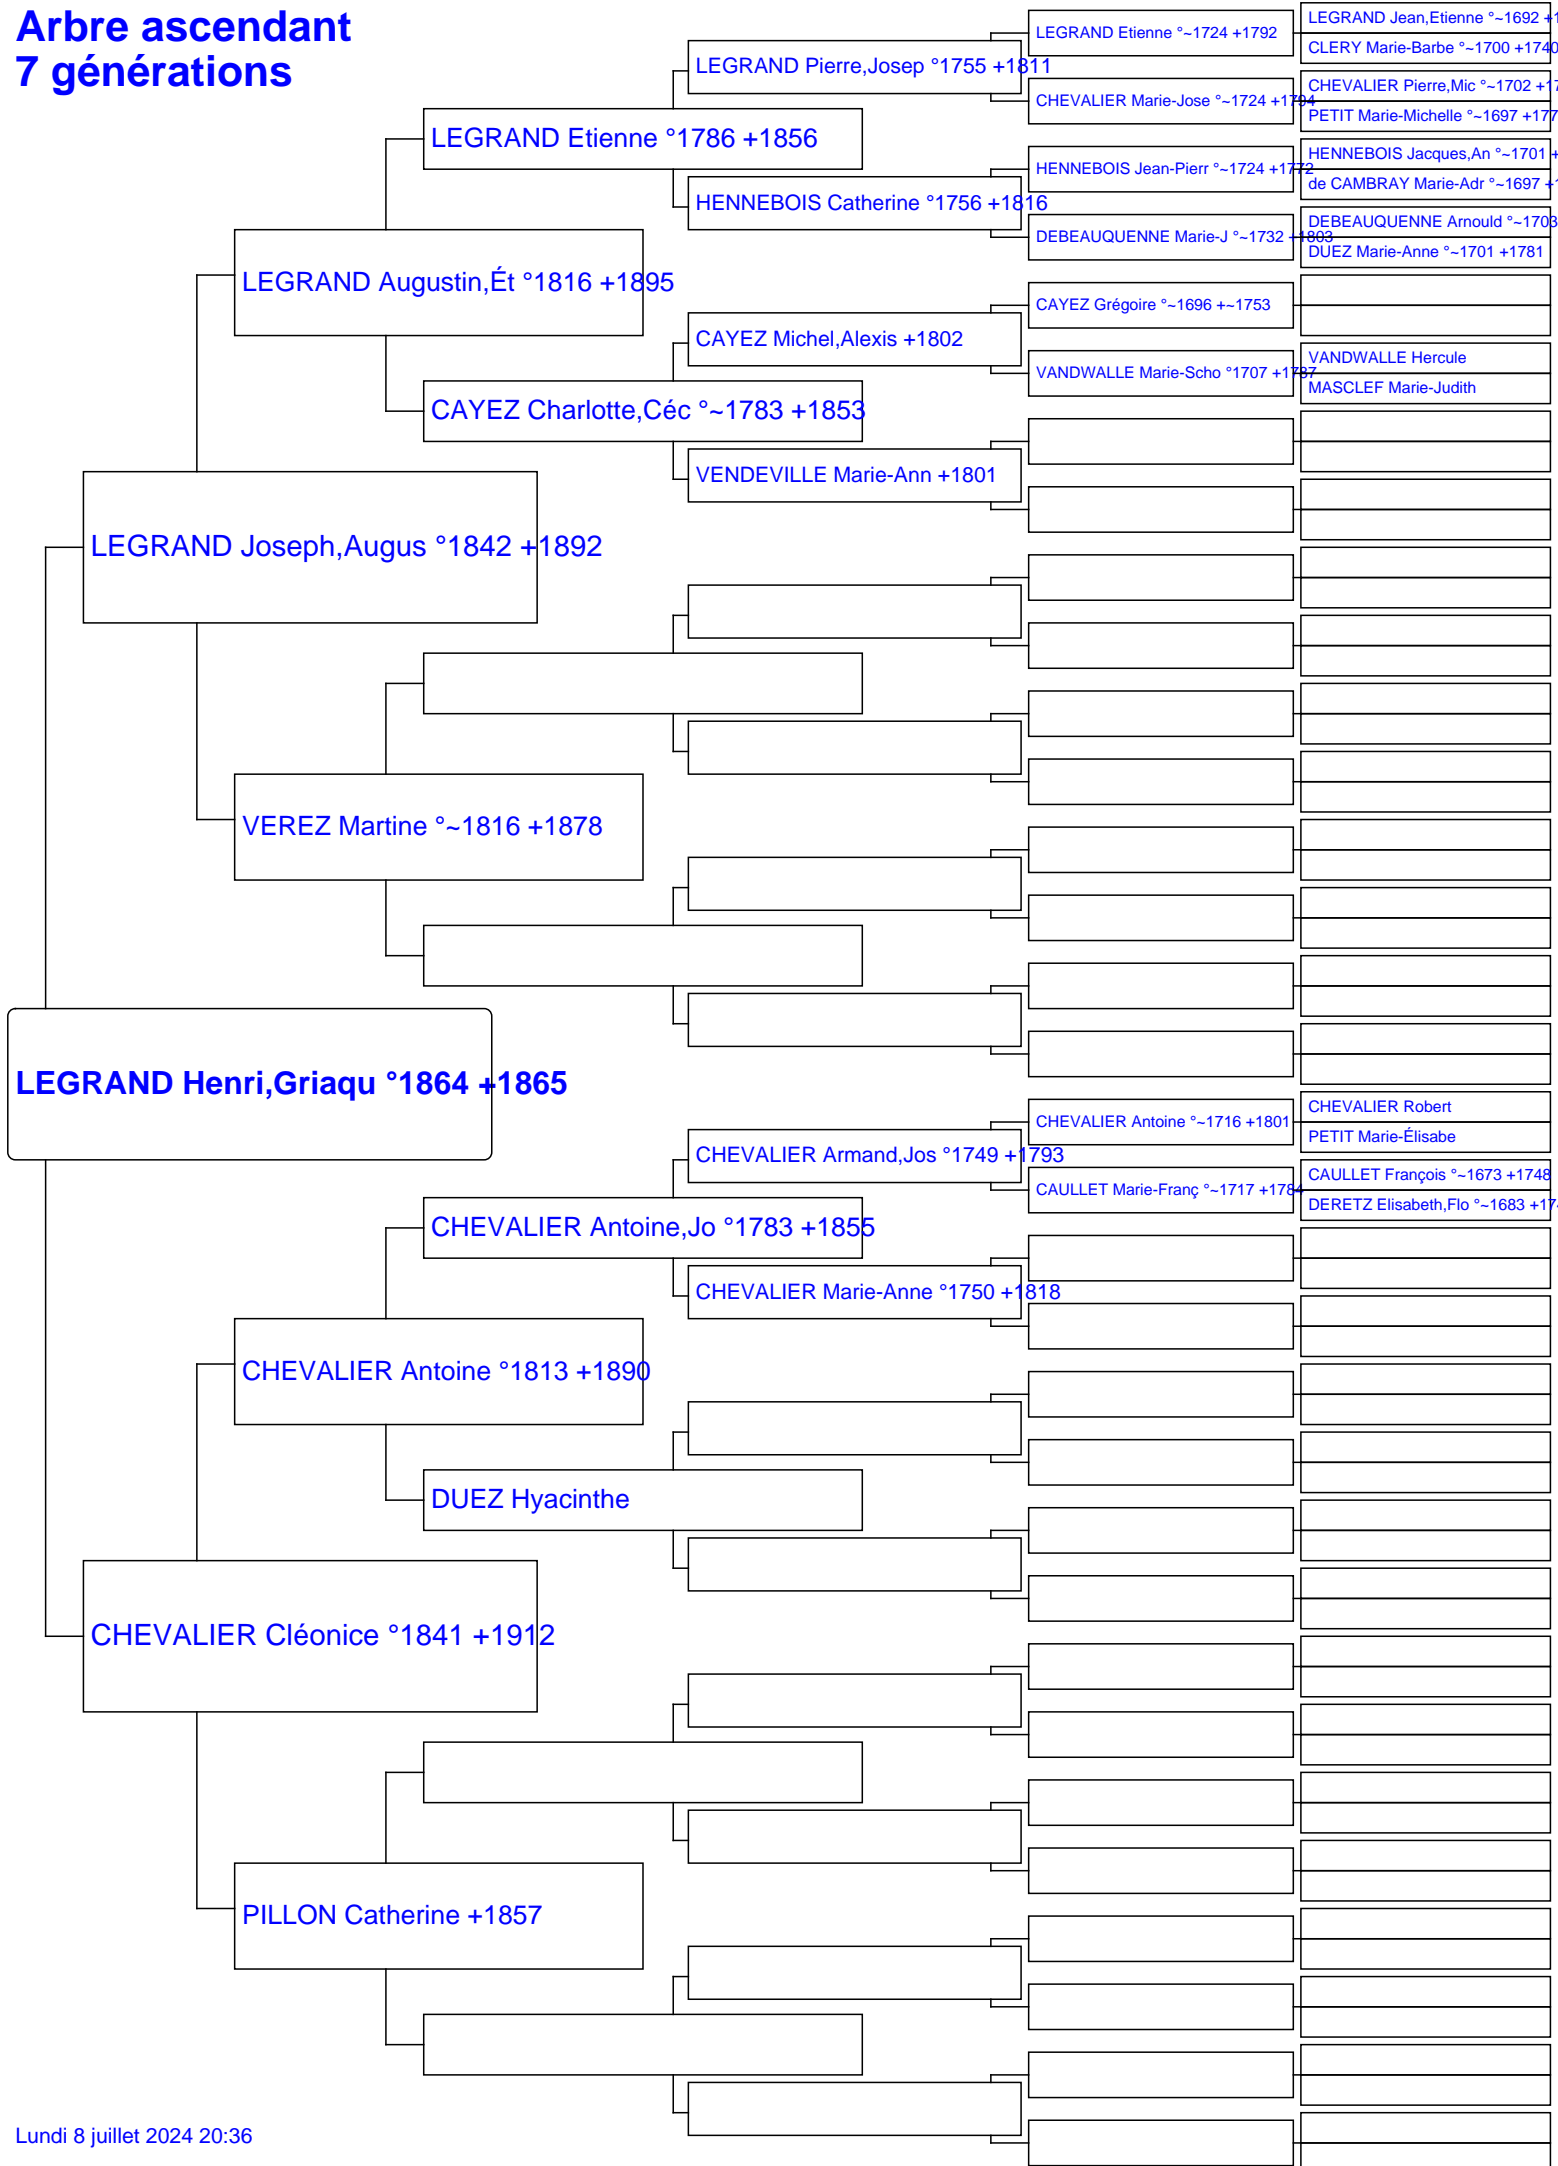 Arbre ascendant
7 générations
LEGRAND Henri,Griaqu °1864 +1865
LEGRAND Joseph,Augus °1842 +1892
CHEVALIER Cléonice °1841 +1912
LEGRAND Augustin,Ét °1816 +1895
VEREZ Martine °~1816 +1878
CHEVALIER Antoine °1813 +1890
PILLON Catherine +1857
LEGRAND Etienne °1786 +1856
CAYEZ Charlotte,Céc °~1783 +1853
CHEVALIER Antoine,Jo °1783 +1855
DUEZ Hyacinthe
LEGRAND Pierre,Josep °1755 +1811
HENNEBOIS Catherine °1756 +1816
CAYEZ Michel,Alexis +1802
VENDEVILLE Marie-Ann +1801
CHEVALIER Armand,Jos °1749 +1793
CHEVALIER Marie-Anne °1750 +1818
LEGRAND Etienne °~1724 +1792
CHEVALIER Marie-Jose °~1724 +1794
HENNEBOIS Jean-Pierr °~1724 +1772
DEBEAUQUENNE Marie-J °~1732 +1803
CAYEZ Grégoire °~1696 +~1753
VANDWALLE Marie-Scho °1707 +1787
CHEVALIER Antoine °~1716 +1801
CAULLET Marie-Franç °~1717 +1784
LEGRAND Jean,Etienne °~1692 +1
CLERY Marie-Barbe °~1700 +1740
CHEVALIER Pierre,Mic °~1702 +17
PETIT Marie-Michelle °~1697 +177
HENNEBOIS Jacques,An °~1701 +
de CAMBRAY Marie-Adr °~1697 +1
DEBEAUQUENNE Arnould °~1703
DUEZ Marie-Anne °~1701 +1781
VANDWALLE Hercule
MASCLEF Marie-Judith
CHEVALIER Robert
PETIT Marie-Élisabe
CAULLET François °~1673 +1748
DERETZ Elisabeth,Flo °~1683 +174
Lundi 8 juillet 2024 20:36